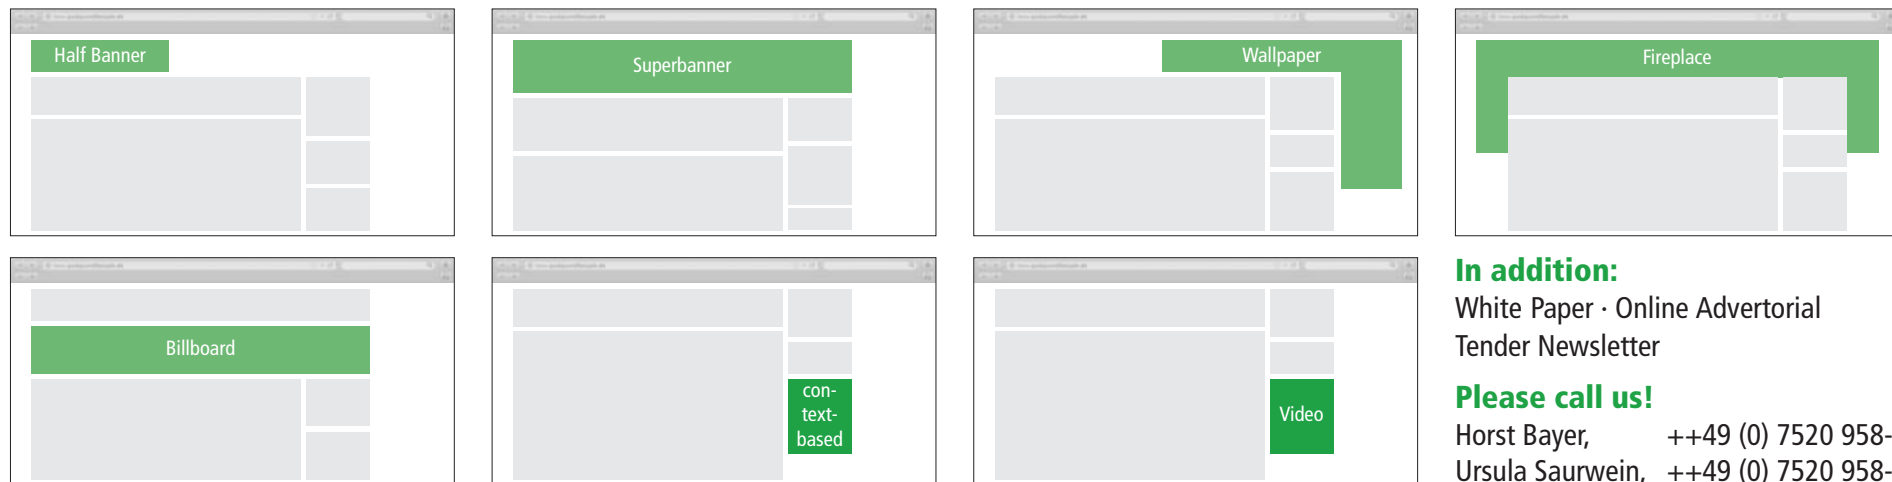 Half Banner
Superbanner
Wallpaper
Fireplace
Billboard
con-
text-
based
Video
In addition:
White Paper · Online Advertorial
Tender Newsletter
Please call us!
Horst Bayer, ++49 (0) 7520 958-
Ursula Saurwein, ++49 (0) 7520 958-